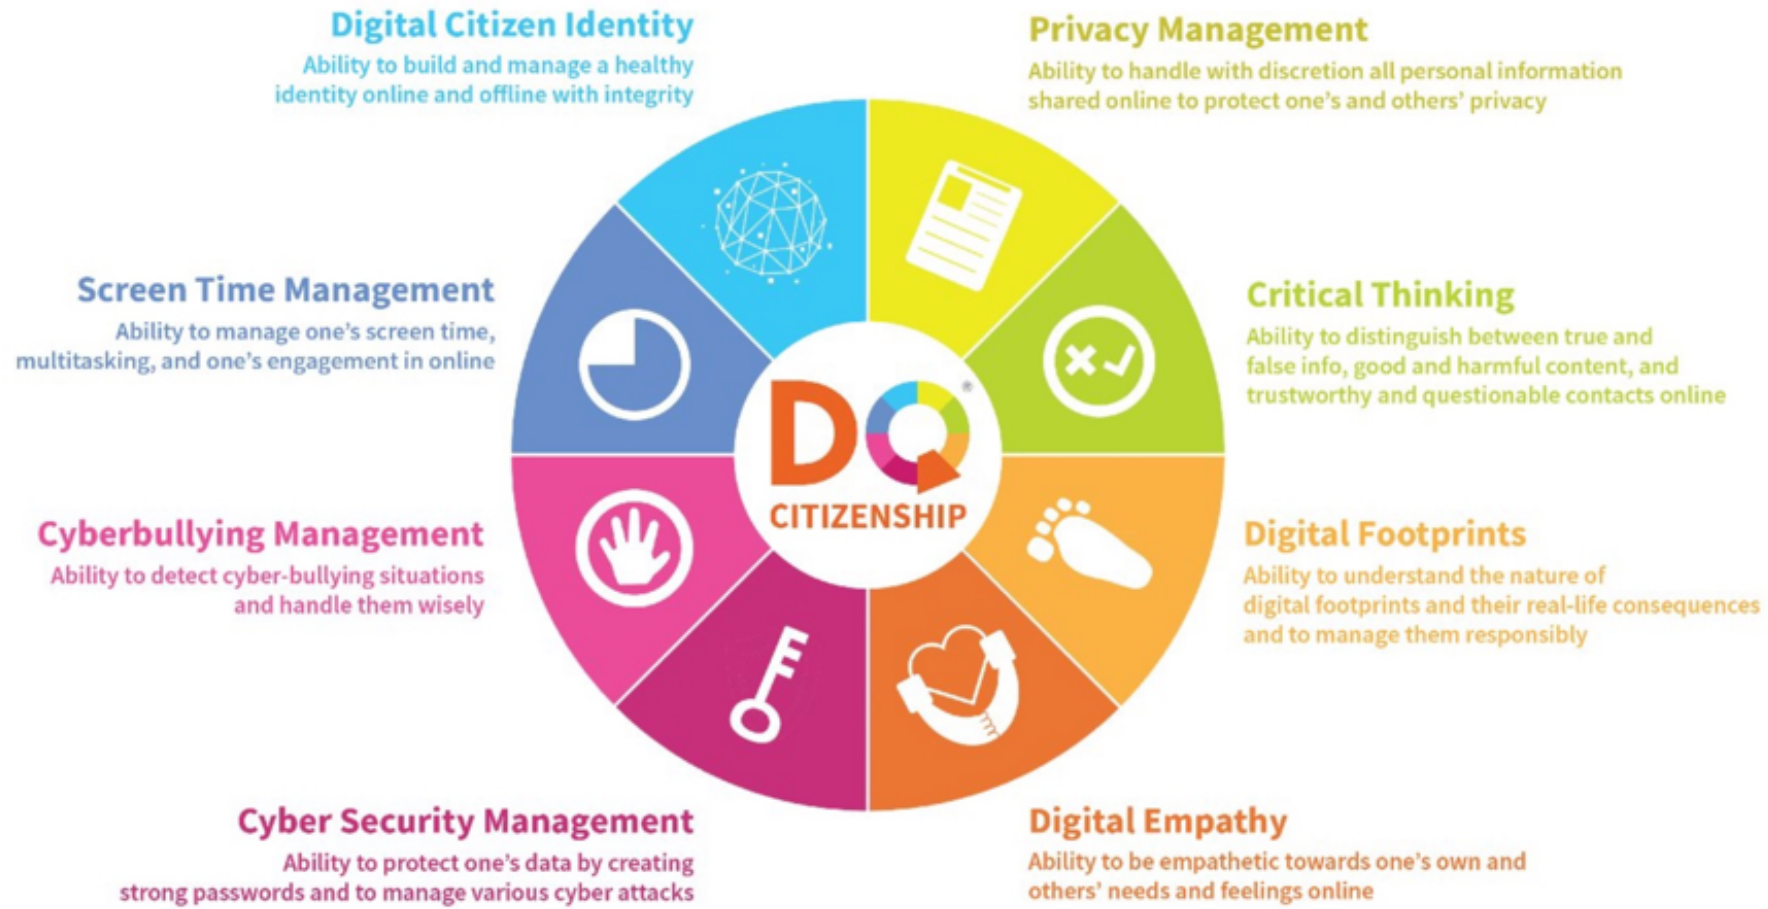 Digital Citizen Identity
Ability to build and manage a healthy
identity online and offline with integrity
Privacy Management
Ability to handle with discretion all personal information
shared online to protect one's and others' privacy
Screen Time Management
Ability to manage one's screen time,
multitasking, and one's engagement in online
Critical Thinking
Ability to distinguish between true and
false info, good and harmful content, and
trustworthy and questionable contacts online
DQ®
CITIZENSHIP
Cyberbullying Management
Ability to detect cyber-bullying situations
and handle them wisely
Digital Footprints
Ability to understand the nature of
digital footprints and their real-life consequences
and to manage them responsibly
Cyber Security Management
Ability to protect one's data by creating
strong passwords and to manage various cyber attacks
Digital Empathy
Ability to be empathetic towards one's own and
others' needs and feelings online